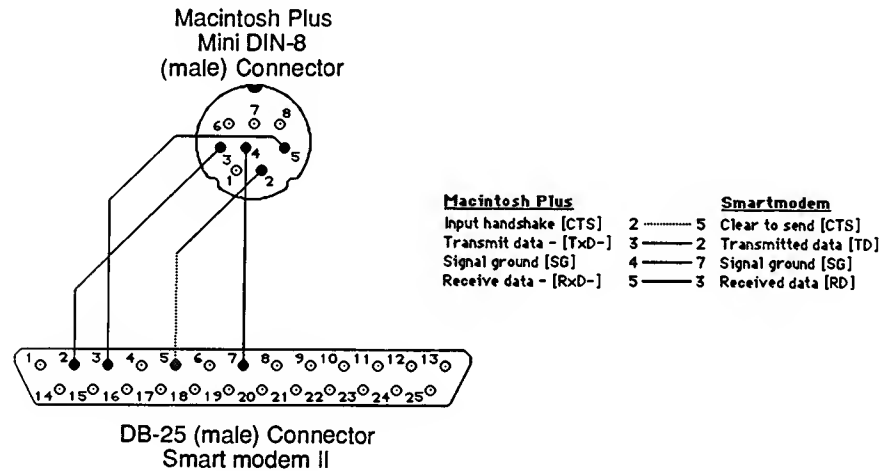 Macintosh Plus
Mini DIN-8
(male) Connector
6 7 8
3 4 5
1 2
Macintosh Plus Smartmodem
Input handshake [CTS] 2 5 Clear to send [CTS]
Transmit data - [TxD-] 3 2 Transmitted data [TD]
Signal ground [SG] 4 7 Signal ground [SG]
Receive data - [RxD-] 5 3 Received data [RD]
1 2 3 4 5 6 7 8 9 10 11 12 13
14 15 16 17 18 19 20 21 22 23 24 25
DB-25 (male) Connector
Smart modem II